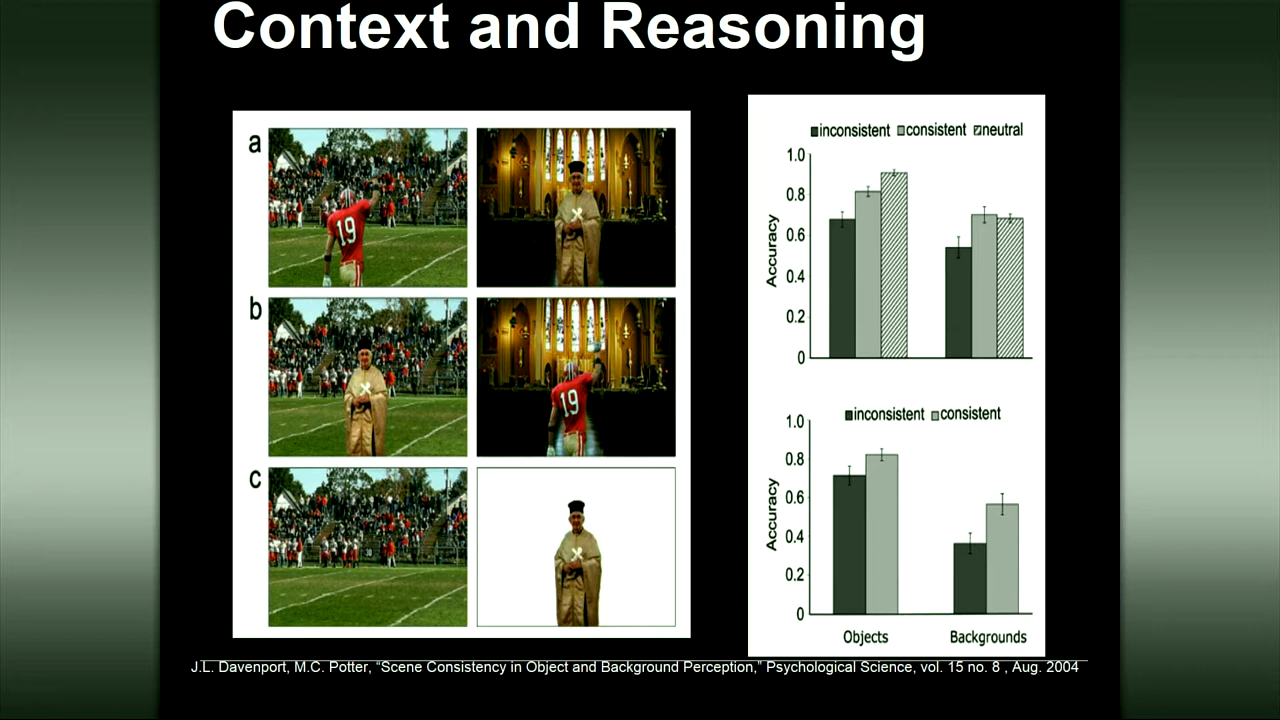 Context and Reasoning
a
b
c
19
19
inconsistent consistent neutral
1.0
0.8
0.6
0.4
0.2
0
Accuracy
inconsistent consistent
1.0
0.8
0.6
0.4
0.2
0
Accuracy
Objects Backgrounds
J.L. Davenport, M.C. Potter, “Scene Consistency in Object and Background Perception,” Psychological Science, vol. 15 no. 8 , Aug. 2004